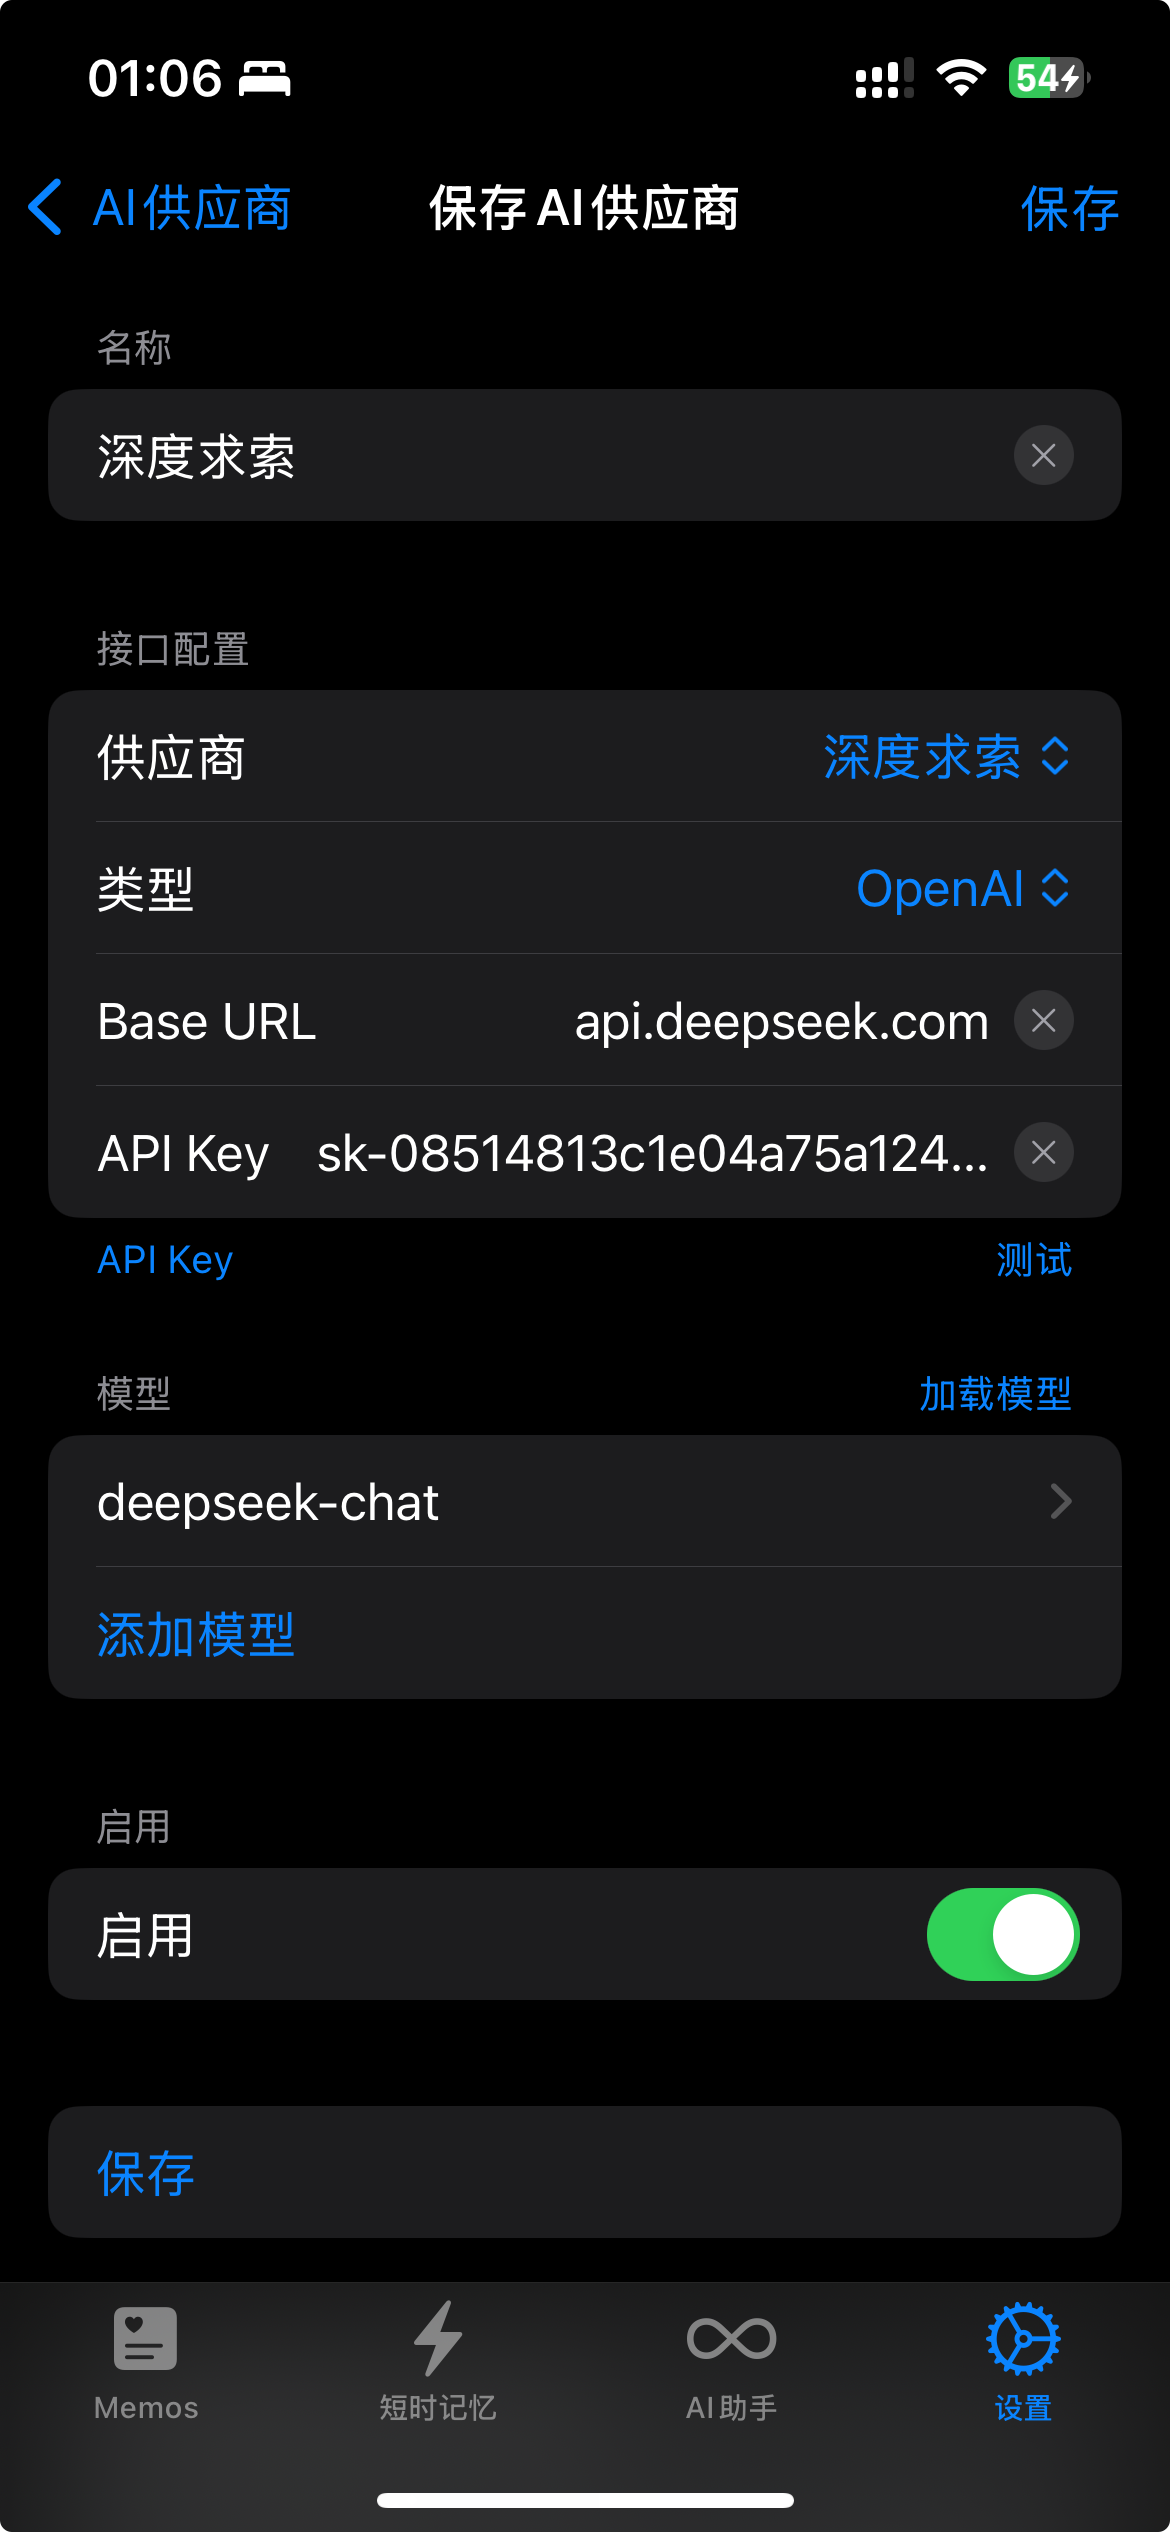 01:06
54
AI供应商
保存 AI供应商
保存
名称
深度求索
接口配置
供应商 深度求索
类型 OpenAI
Base URL api.deepseek.com
API Key sk-08514813c1e04a75a124...
API Key 测试
模型 加载模型
deepseek-chat
添加模型
启用
启用
保存
Memos 短时记忆 AI助手 设置